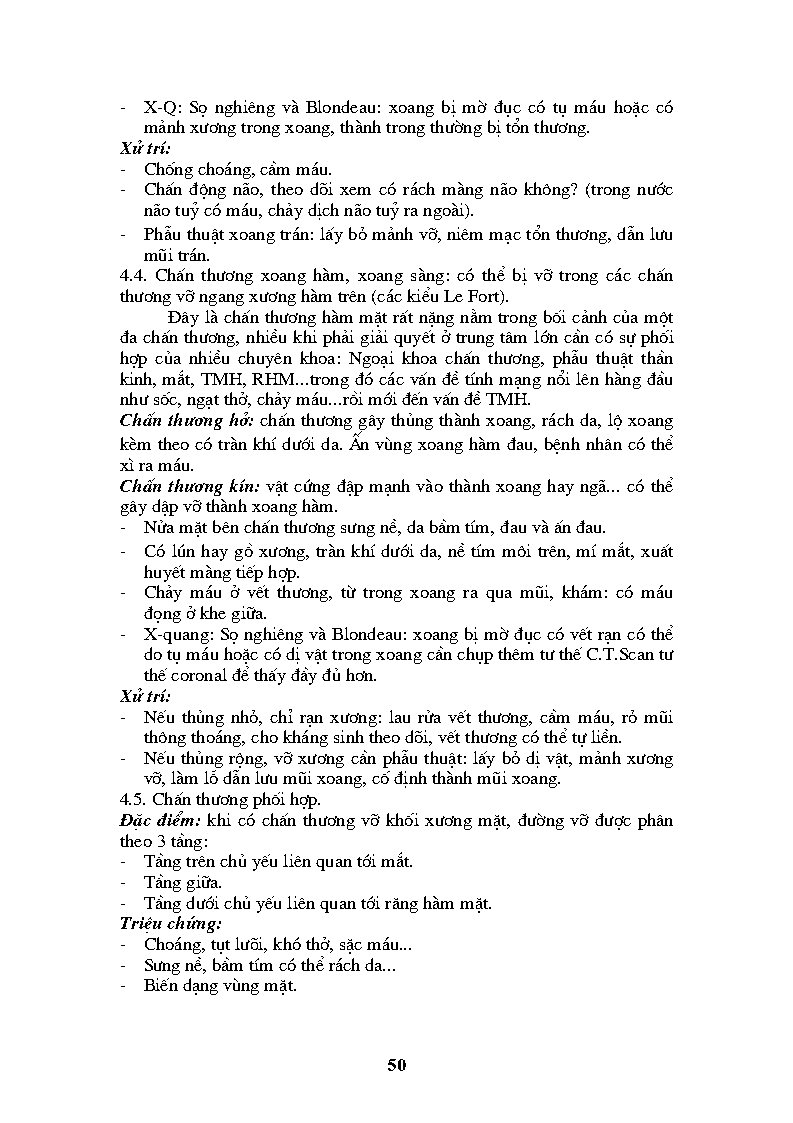 - X-Q: Sọ nghiêng và Blondeau: xoang bị mờ đục có tụ máu hoặc có
mảnh xương trong xoang, thành trong thường bị tổn thương.
Xử trí:
- Chống choáng, cầm máu.
- Chấn động não, theo dõi xem có rách màng não không? (trong nước
não tuỷ có máu, chảy dịch não tuỷ ra ngoài).
- Phẫu thuật xoang trán: lấy bỏ mảnh vỡ, niêm mạc tổn thương, dẫn lưu
mũi trán.
4.4. Chấn thương xoang hàm, xoang sàng: có thể bị vỡ trong các chấn
thương vỡ ngang xương hàm trên (các kiểu Le Fort).
Đây là chấn thương hàm mặt rất nặng nằm trong bối cảnh của một
đa chấn thương, nhiều khi phải giải quyết ở trung tâm lớn cần có sự phối
hợp của nhiều chuyên khoa: Ngoại khoa chấn thương, phẫu thuật thần
kinh, mắt, TMH, RHM...trong đó các vấn đề tính mạng nổi lên hàng đầu
như sốc, ngạt thở, chảy máu...rồi mới đến vấn đề TMH.
Chấn thương hở: chấn thương gây thủng thành xoang, rách da, lộ xoang
kèm theo có tràn khí dưới da. Ấn vùng xoang hàm đau, bệnh nhân có thể
xì ra máu.
Chấn thương kín: vật cứng đập mạnh vào thành xoang hay ngã... có thể
gây dập vỡ thành xoang hàm.
- Nửa mặt bên chấn thương sưng nề, da bầm tím, đau và ấn đau.
- Có lún hay gồ xương, tràn khí dưới da, nề tím môi trên, mí mắt, xuất
huyết màng tiếp hợp.
- Chảy máu ở vết thương, từ trong xoang ra qua mũi, khám: có máu
đọng ở khe giữa.
- X-quang: Sọ nghiêng và Blondeau: xoang bị mờ đục có vết rạn có thể
do tụ máu hoặc có dị vật trong xoang cần chụp thêm tư thế C.T.Scan tư
thế coronal để thấy đầy đủ hơn.
Xử trí:
- Nếu thủng nhỏ, chỉ rạn xương: lau rửa vết thương, cầm máu, rỏ mũi
thông thoáng, cho kháng sinh theo dõi, vết thương có thể tự liền.
- Nếu thủng rộng, vỡ xương cần phẫu thuật: lấy bỏ dị vật, mảnh xương
vỡ, làm lỗ dẫn lưu mũi xoang, cố định thành mũi xoang.
4.5. Chấn thương phối hợp.
Đặc điểm: khi có chấn thương vỡ khối xương mặt, đường vỡ được phân
theo 3 tầng:
- Tầng trên chủ yếu liên quan tới mắt.
- Tầng giữa.
- Tầng dưới chủ yếu liên quan tới răng hàm mặt.
Triệu chứng:
- Choáng, tụt lưỡi, khó thở, sặc máu...
- Sưng nề, bầm tím có thể rách da...
- Biến dạng vùng mặt.
50